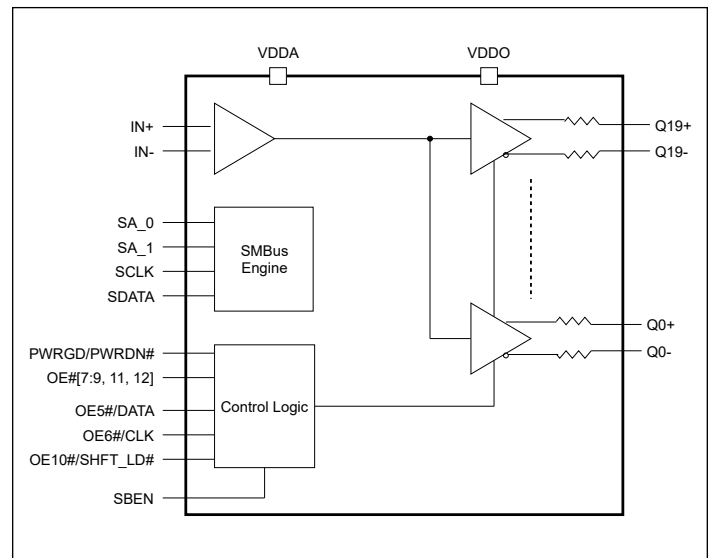 VDDA
VDDO
IN+
IN-
Q19+
Q19-
SA_0
SA_1
SCLK
SDATA
SMBus
Engine
Q0+
Q0-
PWRGD/PWRDN#
OE#[7:9, 11, 12]
OE5#/DATA
OE6#/CLK
OE10#/SHFT_LD#
Control Logic
SBEN